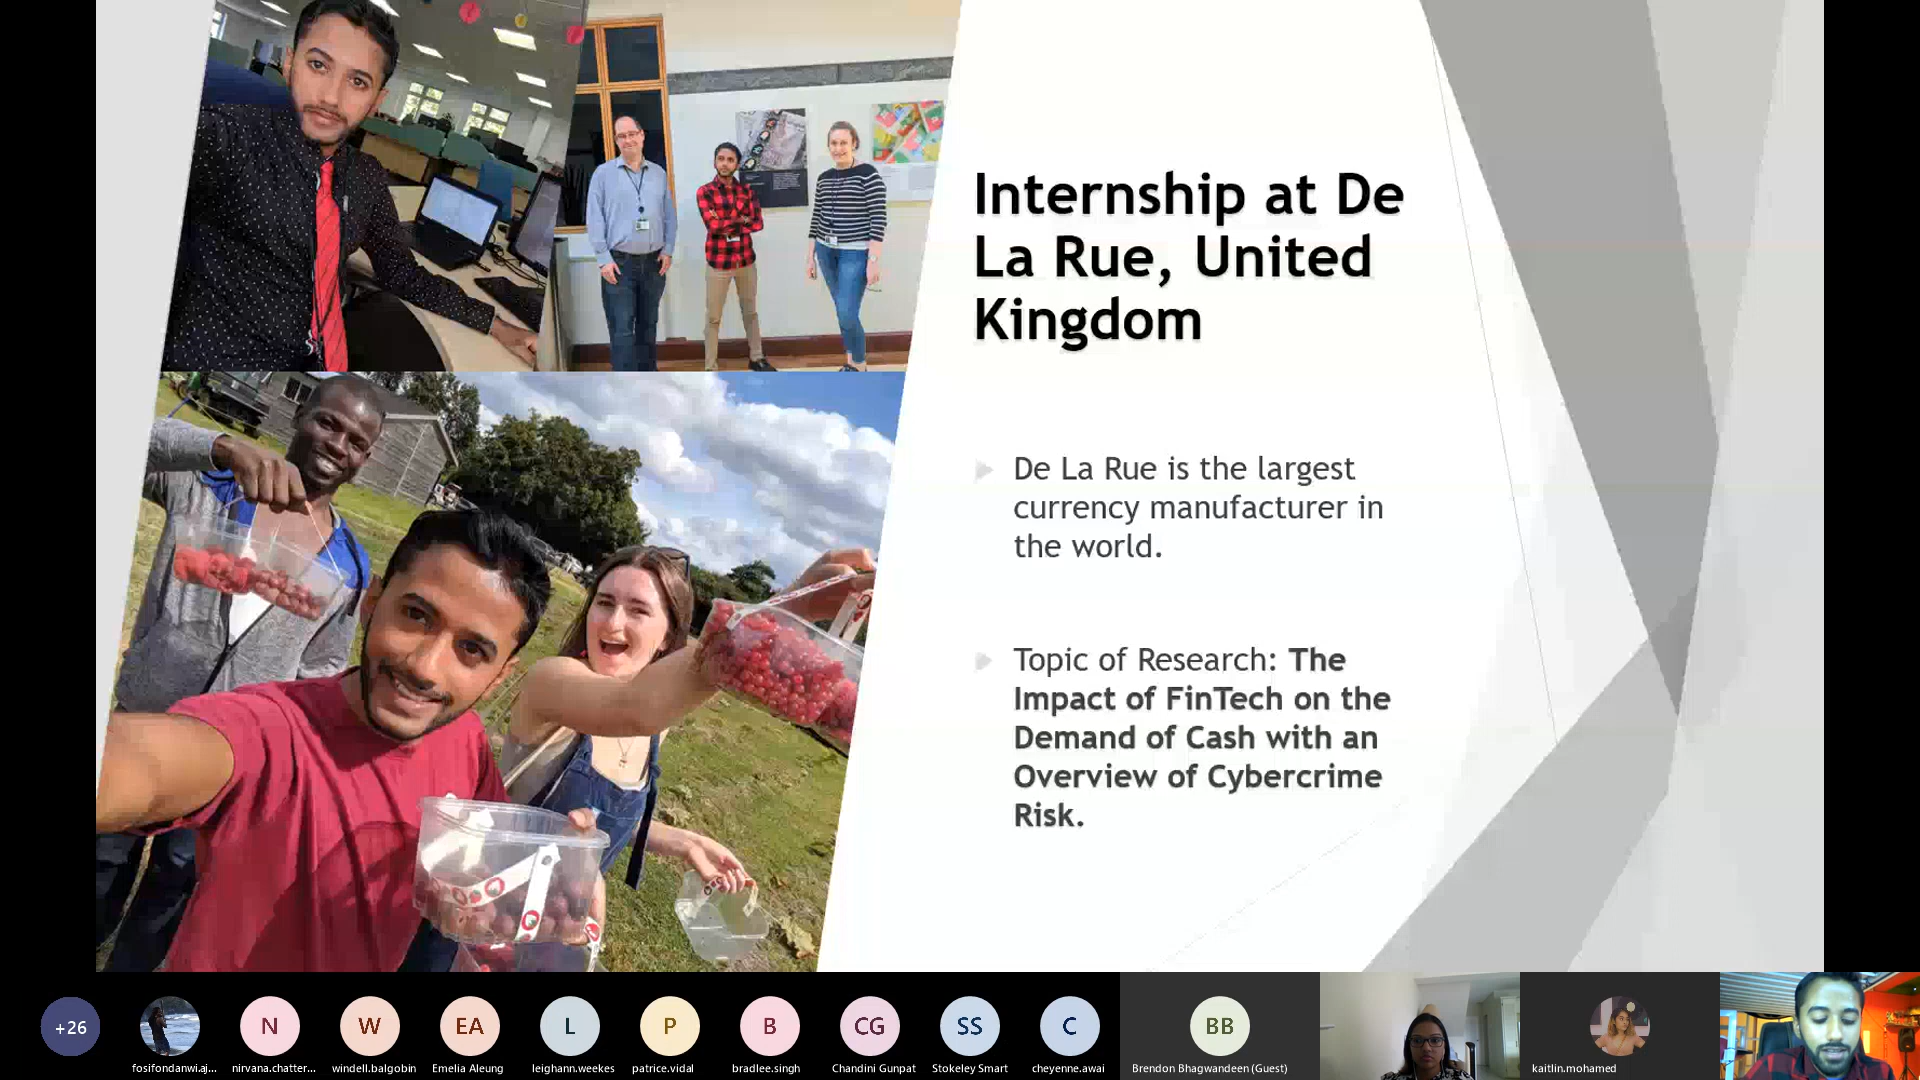 Internship at De
La Rue, United
Kingdom
De La Rue is the largest
currency manufacturer in
the world.
Topic of Research: The
Impact of FinTech on the
Demand of Cash with an
Overview of Cybercrime
Risk.
+26
N
W
EA
L
P
B
CG
SS
C
BB
fosifondanwi.aj...
nirvana.chatter...
windell.balgobin
Emelia Aleung
leighann.weekes
patrice.vidal
bradlee.singh
Chandini Gunpat
Stokeley Smart
cheyenne.awai
Brendon Bhagwandeen (Guest)
kaitlin.mohamed